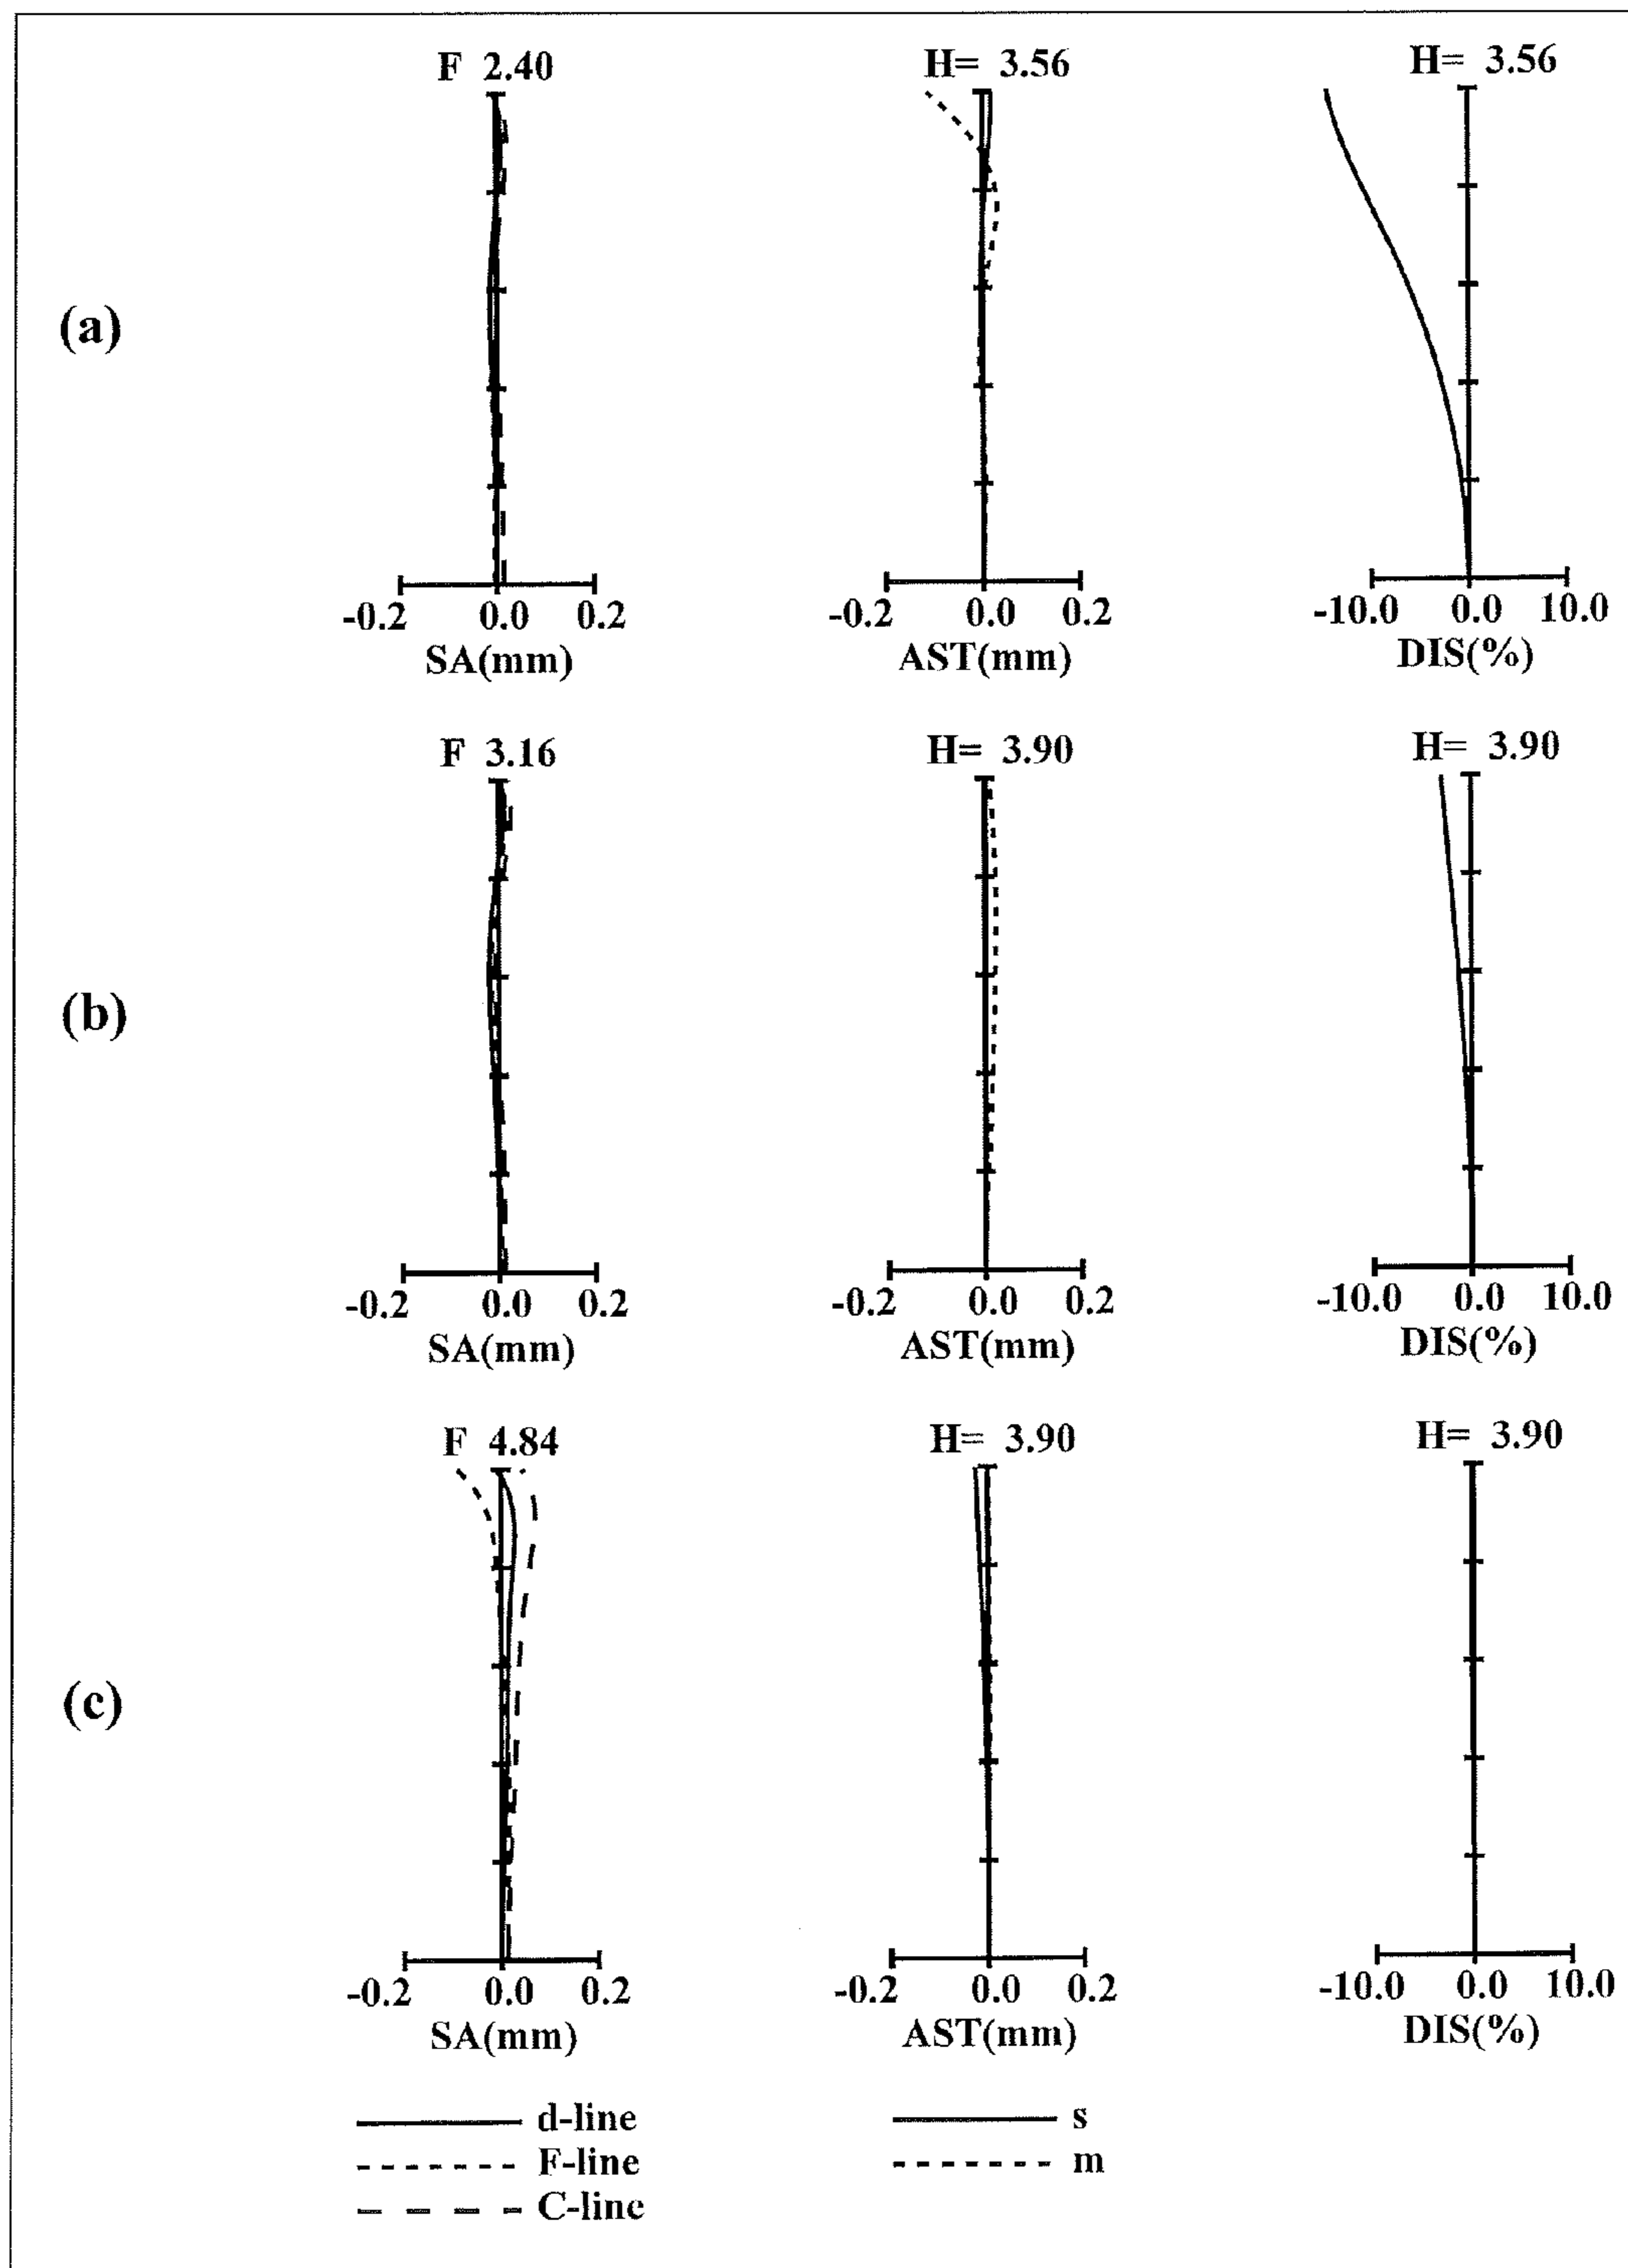 F 2.40
H= 3.56
H= 3.56
(a)
-0.2 0.0 0.2
SA(mm)
-0.2 0.0 0.2
AST(mm)
-10.0 0.0 10.0
DIS(%)
F 3.16
H= 3.90
H= 3.90
(b)
-0.2 0.0 0.2
SA(mm)
-0.2 0.0 0.2
AST(mm)
-10.0 0.0 10.0
DIS(%)
F 4.84
H= 3.90
H= 3.90
(c)
-0.2 0.0 0.2
SA(mm)
-0.2 0.0 0.2
AST(mm)
-10.0 0.0 10.0
DIS(%)
d-line
F-line
C-line
s
m